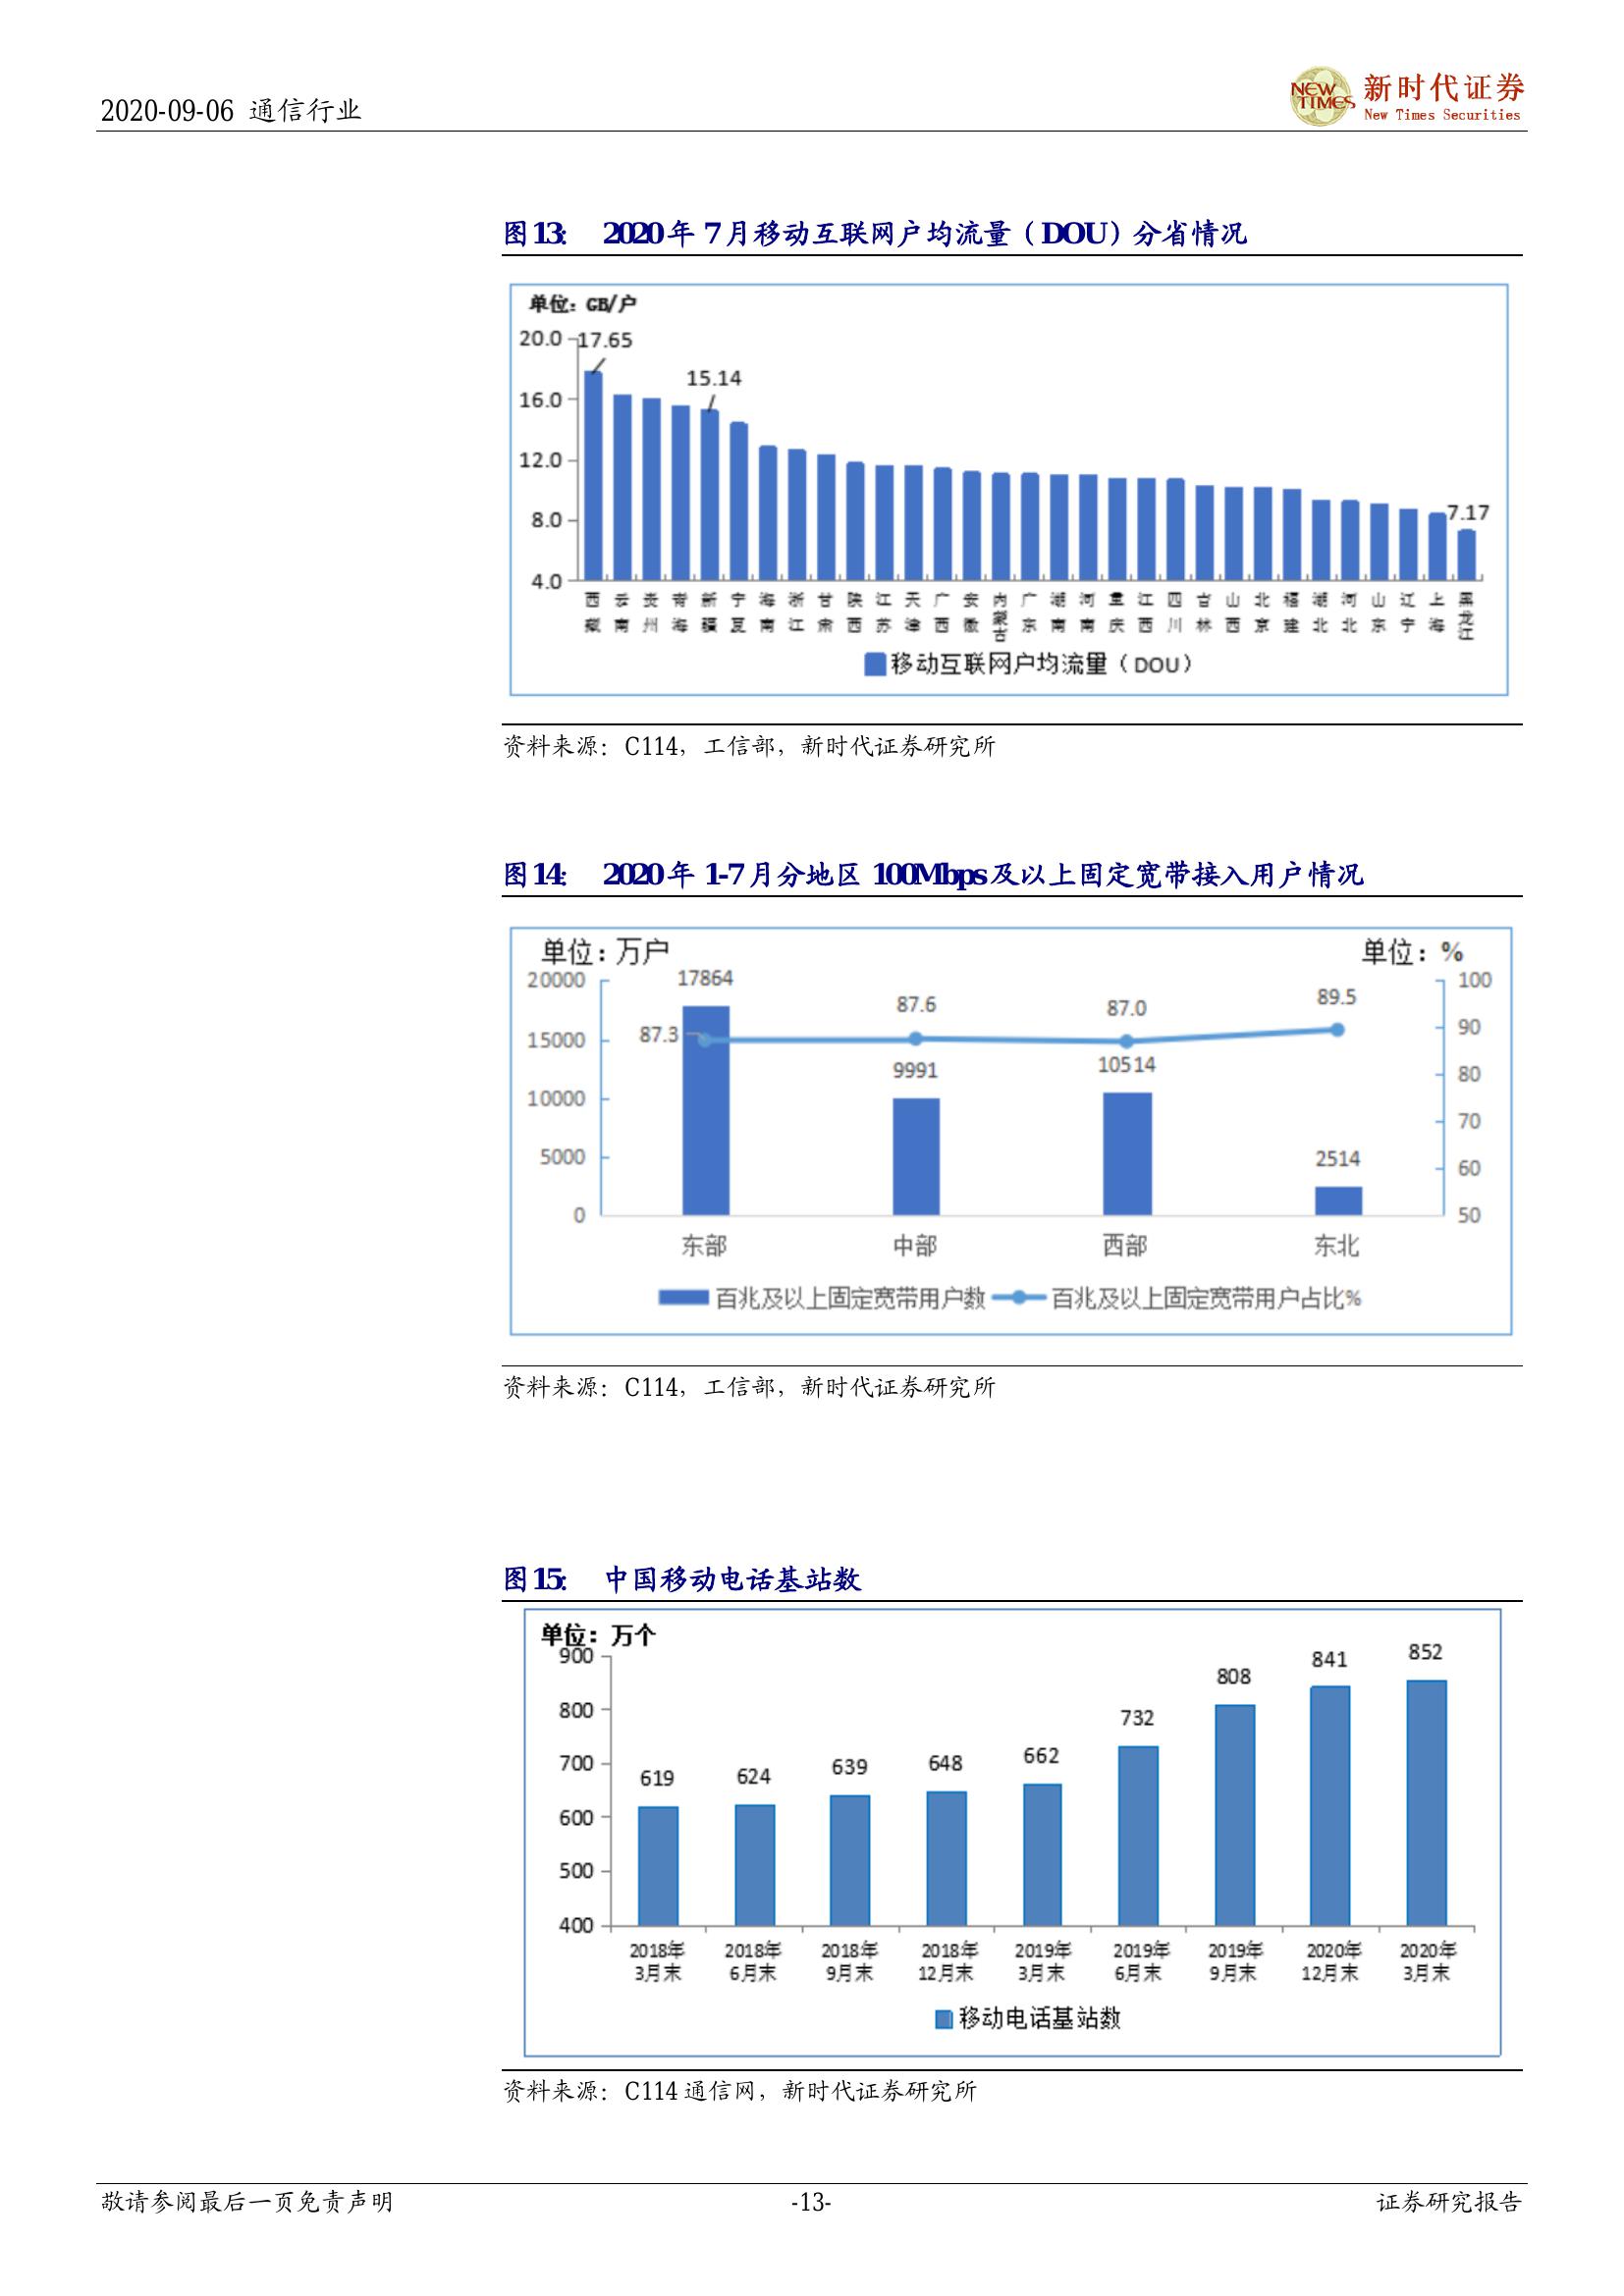 2020-09-06 通信行业
NEW TIMES 新时代证券
New Times Securities
图13： 2020年 7月移动互联网户均流量（DOU）分省情况
单位：GB/户
20.0
16.0
12.0
8.0
4.0
17.65
15.14
7.17
西藏 云南 贵州 青海 新疆 宁夏 海南 浙江 甘肃 陕西 江苏 天津 广西 安徽 内蒙古 广东 湖南 河南 重庆 江西 四川 吉林 山西 北京 福建 湖北 河北 山东 辽宁 上海 黑龙江
移动互联网户均流量（DOU）
资料来源：C114，工信部，新时代证券研究所
图14： 2020年 1-7月分地区 100Mbps及以上固定宽带接入用户情况
单位：万户 单位：%
20000
15000
10000
5000
0
17864
9991
10514
2514
87.3
87.6
87.0
89.5
100
90
80
70
60
50
东部 中部 西部 东北
百兆及以上固定宽带用户数 百兆及以上固定宽带用户占比%
资料来源：C114，工信部，新时代证券研究所
图15： 中国移动电话基站数
单位：万个
900
800
700
600
500
400
619 624 639 648 662 732 808 841 852
2018年 2018年 2018年 2018年 2019年 2019年 2019年 2020年 2020年
3月末 6月末 9月末 12月末 3月末 6月末 9月末 12月末 3月末
移动电话基站数
资料来源：C114通信网，新时代证券研究所
敬请参阅最后一页免责声明 -13- 证券研究报告